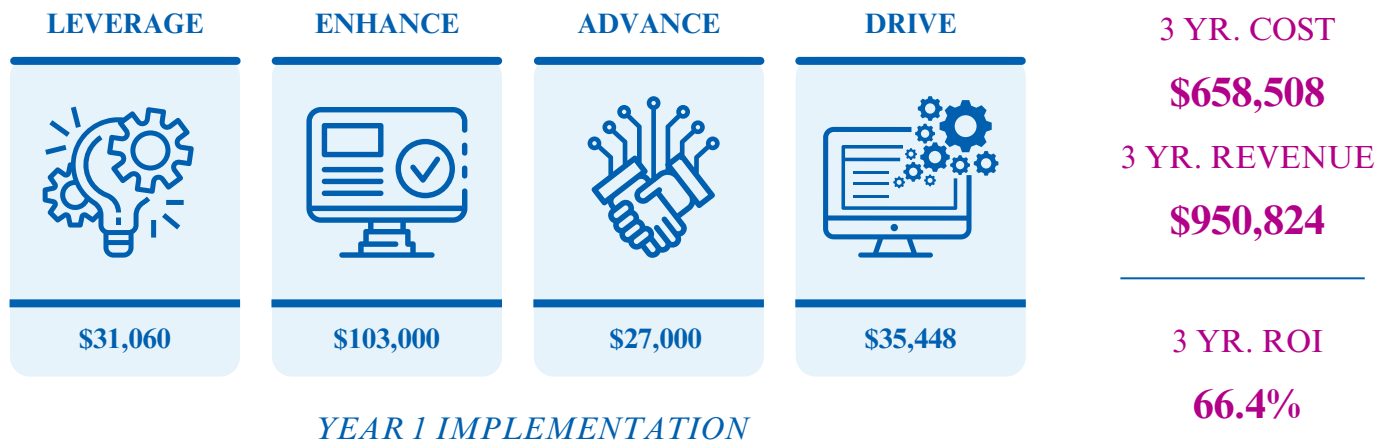 LEVERAGE
ENHANCE
ADVANCE
DRIVE
$31,060
$103,000
$27,000
$35,448
YEAR 1 IMPLEMENTATION
3 YR. COST
$658,508
3 YR. REVENUE
$950,824
3 YR. ROI
66.4%